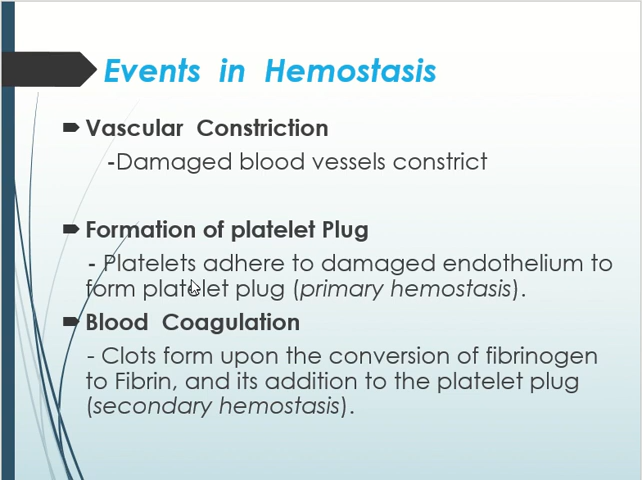 Events in Hemostasis
Vascular Constriction
-Damaged blood vessels constrict
Formation of platelet Plug
- Platelets adhere to damaged endothelium to
form platelet plug (primary hemostasis).
Blood Coagulation
- Clots form upon the conversion of fibrinogen
to Fibrin, and its addition to the platelet plug
(secondary hemostasis).